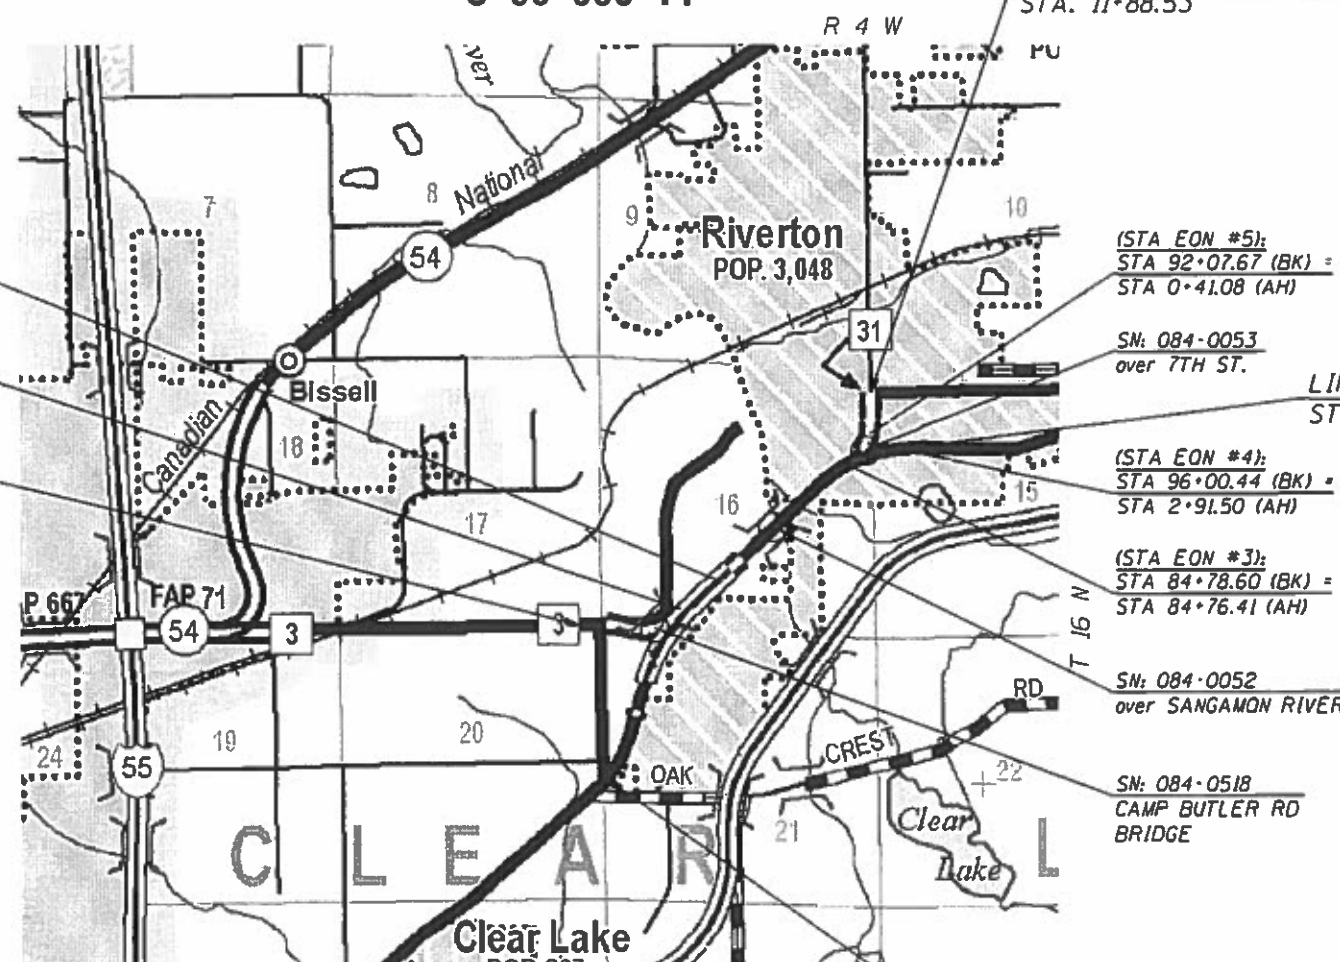 STA. 11+88.53
R 4 W
7
8
National
9
10
54
Riverton
POP. 3,048
31
(STA EQN #5):
STA 92+07.67 (BK) =
STA 0+41.08 (AH)
SN: 084-0053
over 7TH ST.
Bissell
Canadian
18
17
16
15
(STA EQN #4):
STA 96+00.44 (BK) =
STA 2+91.50 (AH)
(STA EQN #3):
STA 84+78.60 (BK) =
STA 84+76.41 (AH)
P 667
FAP 71
54
3
3
T 16 N
SN: 084-0052
over SANGAMON RIVER
RD
CREST
24
19
20
55
OAK
22
21
SN: 084-0518
CAMP BUTLER RD
BRIDGE
Clear
Lake
CLEAR L
Clear Lake